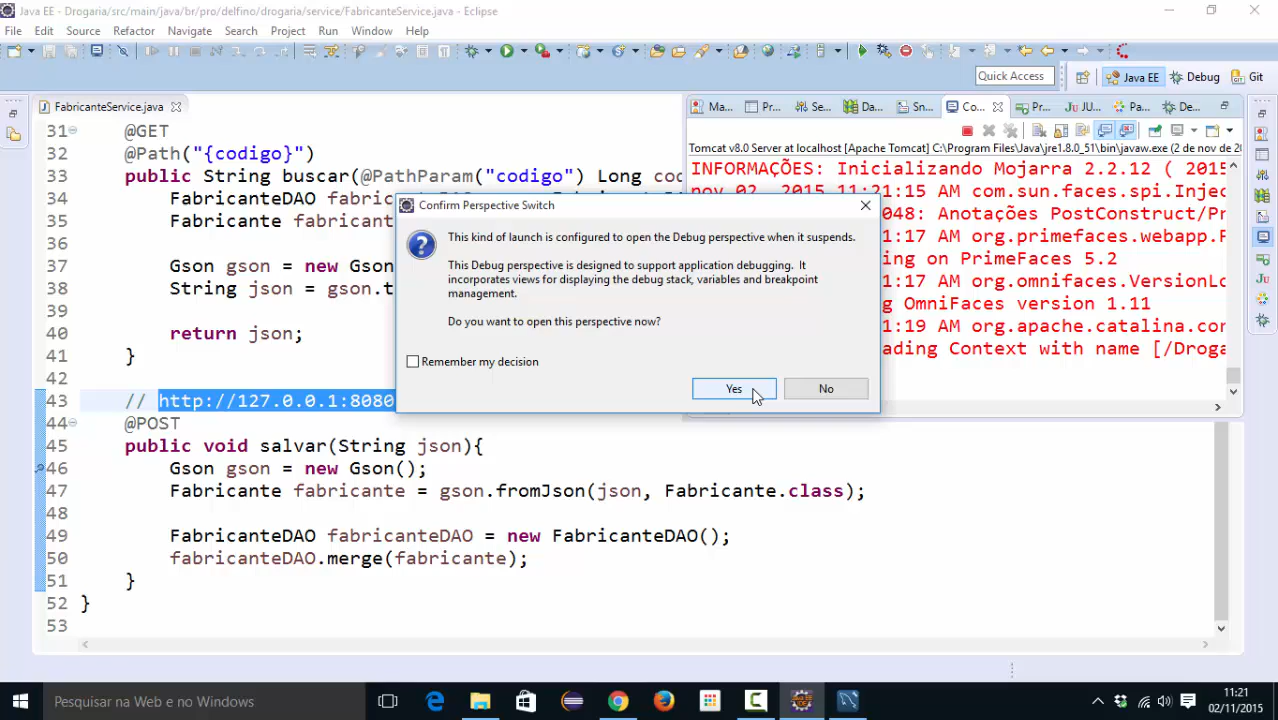 Java EE - Drogaria/src/main/java/br/pro/delfino/drogaria/service/FabricanteService.java - Eclipse
File Edit Source Refactor Navigate Search Project Run Window Help
Quick Access
Java EE
Debug
Git
FabricanteService.java
Ma...
Pr...
Se...
Da...
Sn...
Co...
Pr...
JU...
Pa...
De...
Tomcat v8.0 Server at localhost [Apache Tomcat] C:\Program Files\Java\jre1.8.0_51\bin\javaw.exe (2 de nov de 20
INFORMAÇÕES: Inicializando Mojarra 2.2.12 ( 2015
nov 02, 2015 11:21:15 AM com.sun.faces.spi.Injec
048: Anotações PostConstruct/Pr
:17 AM org.primefaces.webapp.P
ing on PrimeFaces 5.2
:17 AM org.omnifaces.VersionLo
ng OmniFaces version 1.11
:19 AM org.apache.catalina.cor
ading Context with name [/Droga
31 @GET
32 @Path("{codigo}")
33 public String buscar(@PathParam("codigo") Long cod
34 FabricanteDAO fabric
35 Fabricante fabricant
36
37 Gson gson = new Gson
38 String json = gson.t
39
40 return json;
41 }
42
43 // http://127.0.0.1:8080
44 @POST
45 public void salvar(String json){
46 Gson gson = new Gson();
47 Fabricante fabricante = gson.fromJson(json, Fabricante.class);
48
49 FabricanteDAO fabricanteDAO = new FabricanteDAO();
50 fabricanteDAO.merge(fabricante);
51 }
52 }
53
Confirm Perspective Switch
This kind of launch is configured to open the Debug perspective when it suspends.
This Debug perspective is designed to support application debugging. It
incorporates views for displaying the debug stack, variables and breakpoint
management.
Do you want to open this perspective now?
Remember my decision
Yes
No
Pesquisar na Web e no Windows
11:21
02/11/2015